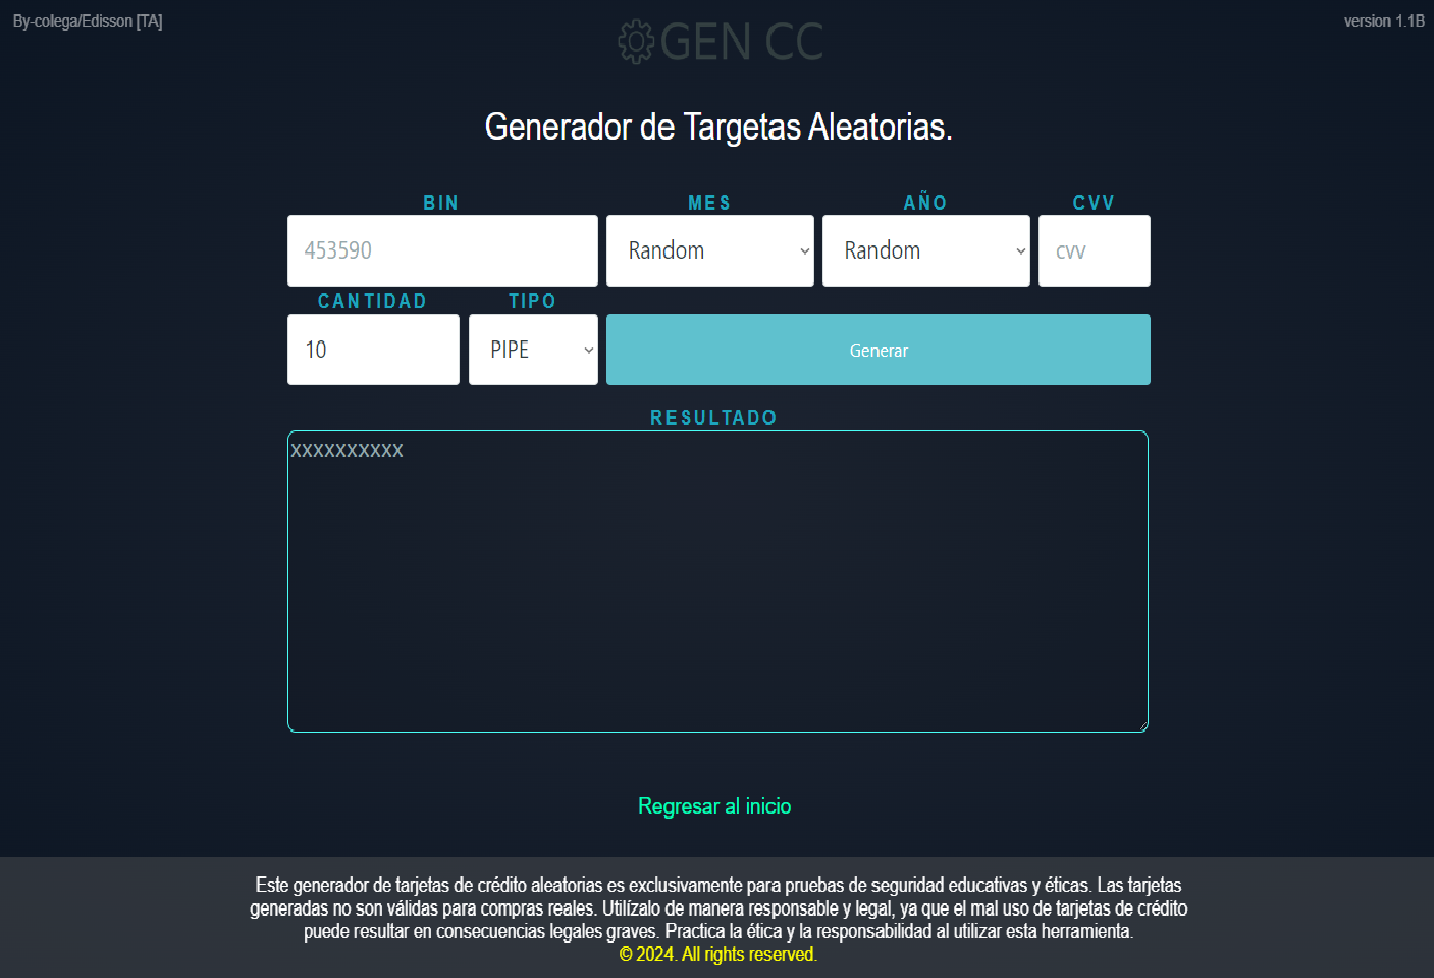 By-colega/Edisson [TA]
version 1.1B
GEN CC
Generador de Targetas Aleatorias.
BIN MES AÑO CVV
453590 Random Random cvv
CANTIDAD TIPO
10 PIPE Generar
RESULTADO
xxxxxxxxxx
Regresar al inicio
Este generador de tarjetas de crédito aleatorias es exclusivamente para pruebas de seguridad educativas y éticas. Las tarjetas
generadas no son válidas para compras reales. Utilízalo de manera responsable y legal, ya que el mal uso de tarjetas de crédito
puede resultar en consecuencias legales graves. Practica la ética y la responsabilidad al utilizar esta herramienta.
© 2024. All rights reserved.